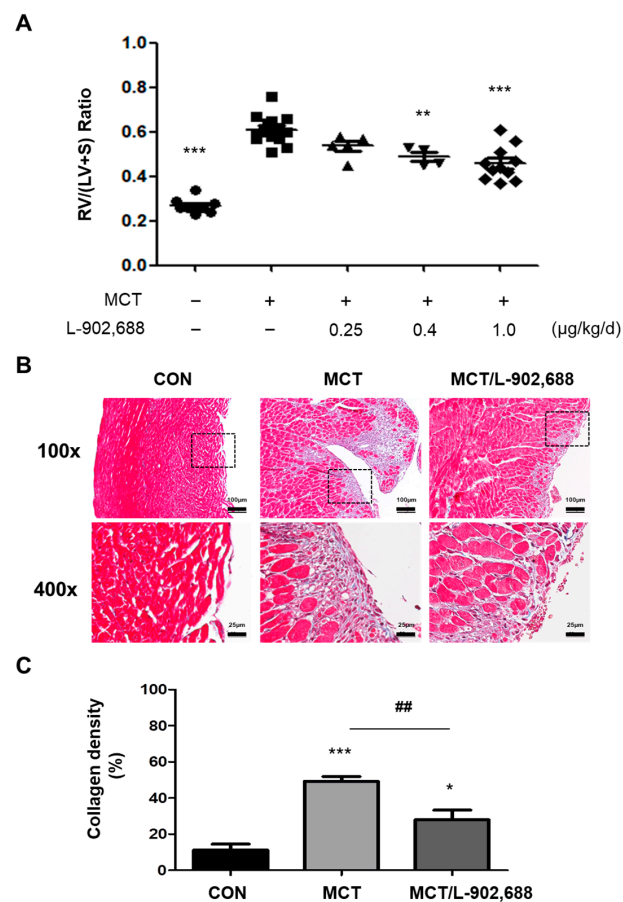 A
RV/(LV+S) Ratio
1.0
0.8
0.6
0.4
0.2
0.0
***
**
***
MCT – + + + +
L-902,688 – – 0.25 0.4 1.0 (μg/kg/d)
B
CON MCT MCT/L-902,688
100x
100μm 100μm 100μm
400x
25μm 25μm 25μm
C
Collagen density
(%)
100
80
60
40
20
0
##
***
*
CON MCT MCT/L-902,688